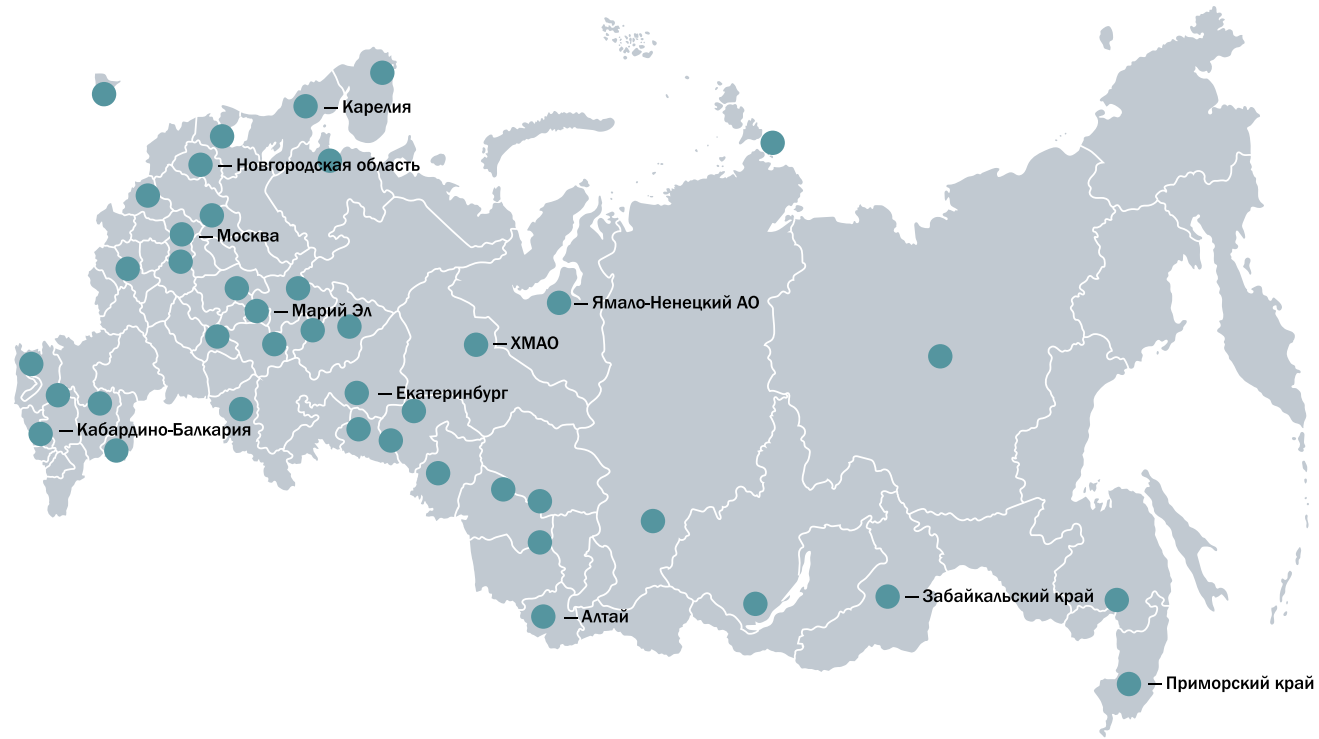 Карелия
Новгородская область
Москва
Ямало-Ненецкий АО
Марий Эл
ХМАО
Екатеринбург
Кабардино-Балкария
Забайкальский край
Алтай
Приморский край